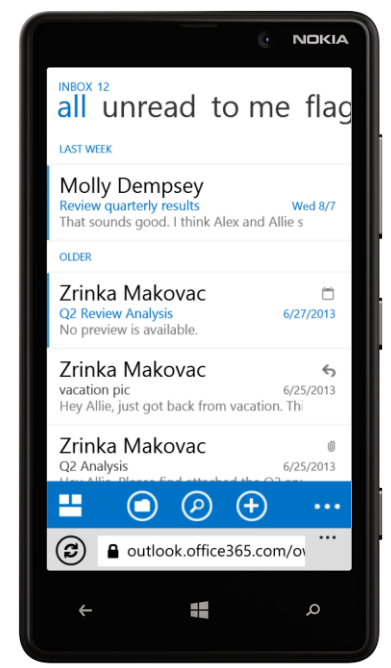 NOKIA
INBOX 12
all unread to me flag
LAST WEEK
Molly Dempsey
Review quarterly results Wed 8/7
That sounds good. I think Alex and Allie s
OLDER
Zrinka Makovac
Q2 Review Analysis 6/27/2013
No preview is available.
Zrinka Makovac
vacation pic 6/25/2013
Hey Allie, just got back from vacation. Thi
Zrinka Makovac
Q2 Analysis 6/25/2013
Hey Allie, Please find attached the Q2
outlook.office365.com/ov